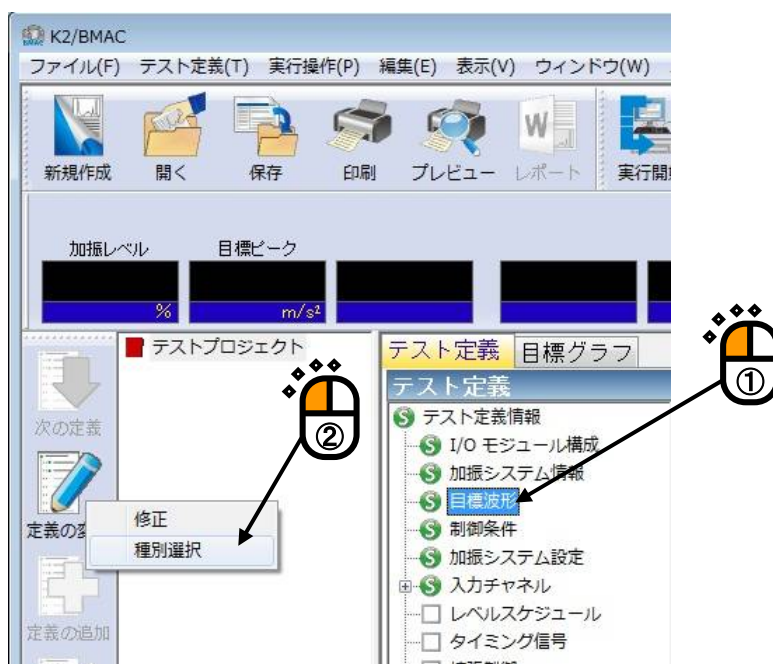 K2/BMAC
ファイル(F) テスト定義(T) 実行操作(P) 編集(E) 表示(V) ウィンドウ(W)
新規作成 開く 保存 印刷 プレビュー レポート 実行開
加振レベル 目標ピーク
% m/s²
テストプロジェクト
テスト定義 目標グラフ
テスト定義
①
②
次の定義
テスト定義情報
I/O モジュール構成
加振システム情報
目標波形
定義の変
修正
制御条件
種別選択
加振システム設定
入力チャネル
レベルスケジュール
定義の追加
タイミング信号